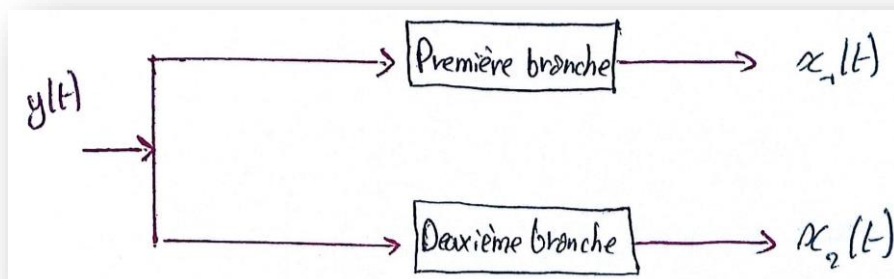 Première branche
x₁(t)
y(t)
Deuxième branche
x₂(t)